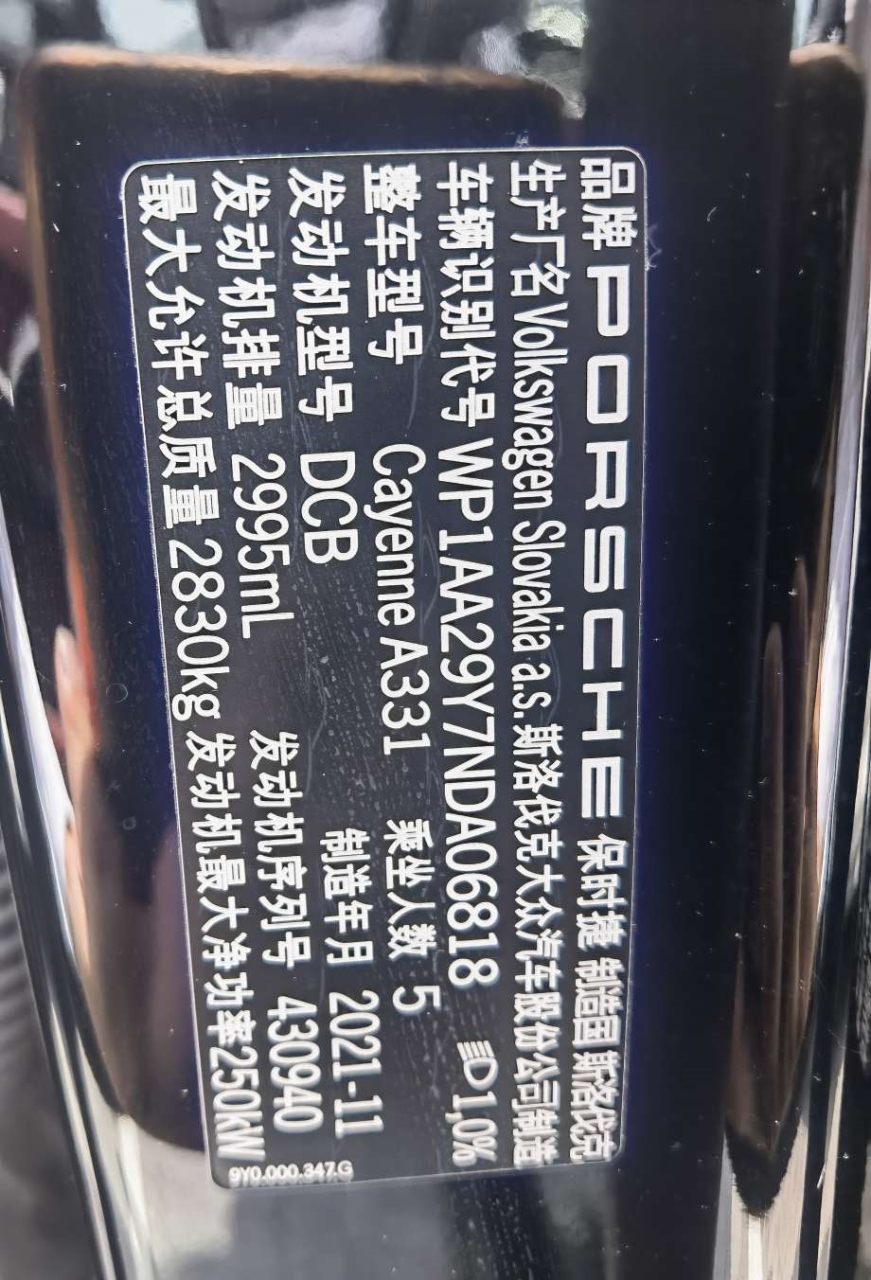 品牌 PORSCHE 保时捷 制造国 斯洛伐克
生产厂名 Volkswagen Slovakia a.s. 斯洛伐克大众汽车股份公司制造
车辆识别代号 WP1AA29Y7NDA06818 1,0%
整车型号 Cayenne A331 乘坐人数 5
发动机型号 DCB 制造年月 2021-11
发动机排量 2995mL 发动机序列号 430940
最大允许总质量 2830kg 发动机最大净功率250kW
9Y0.000.347.G